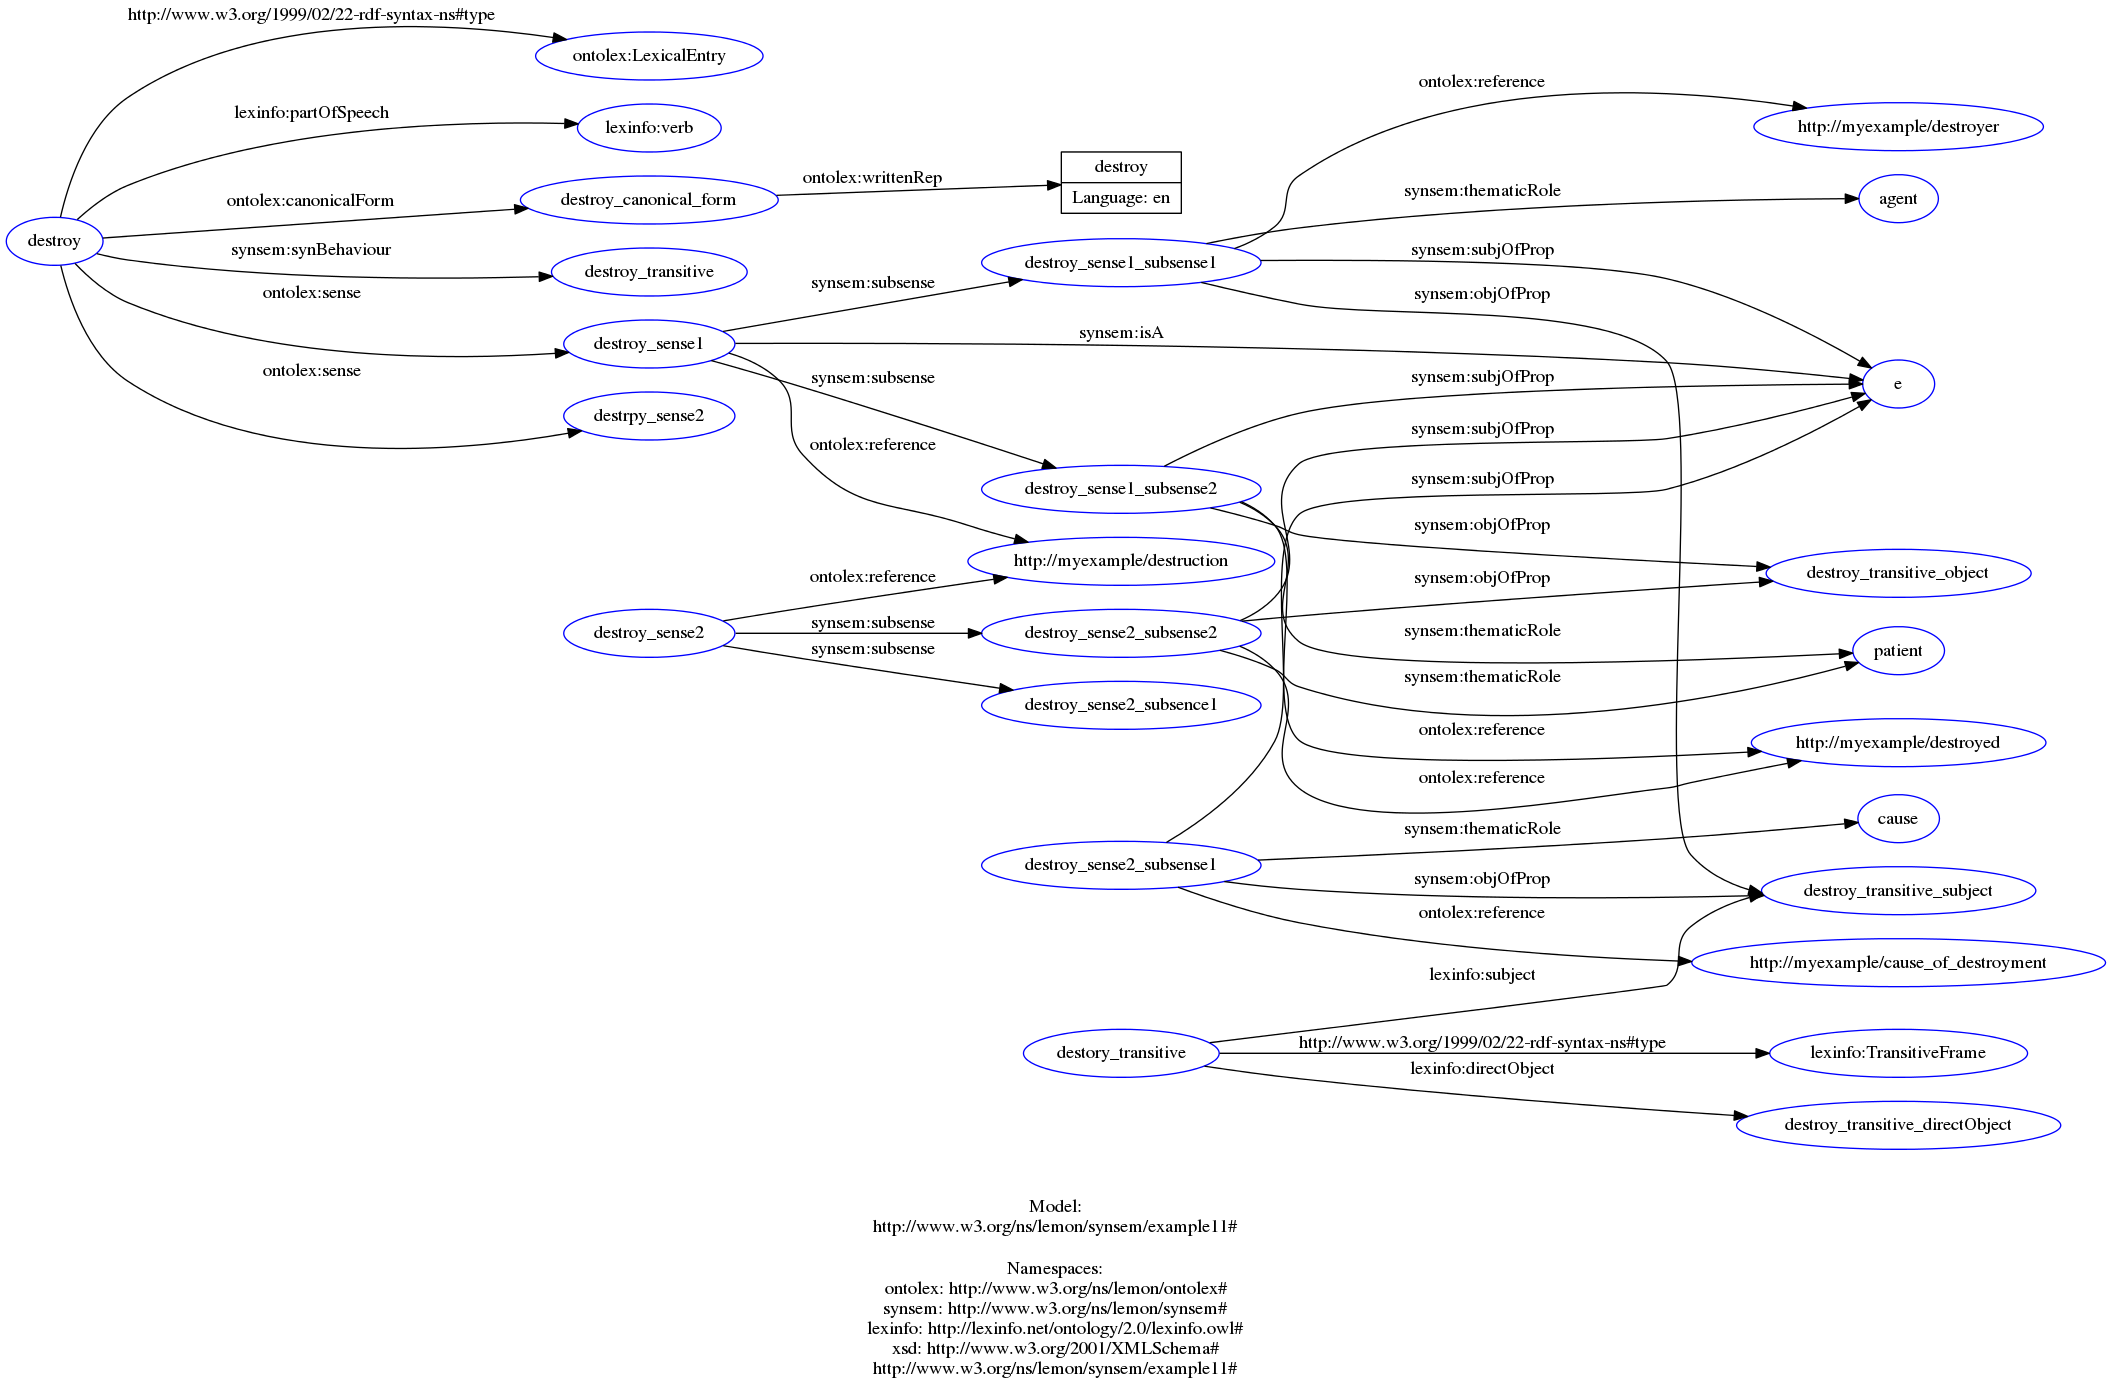 http://www.w3.org/1999/02/22-rdf-syntax-ns#type
ontolex:LexicalEntry
lexinfo:partOfSpeech
lexinfo:verb
ontolex:canonicalForm
destroy_canonical_form
destroy
synsem:synBehaviour
destroy_transitive
ontolex:sense
destroy_sense1
ontolex:sense
destrpy_sense2
ontolex:writtenRep
destroy
Language: en
synsem:subsense
destroy_sense1_subsense1
synsem:isA
synsem:subsense
ontolex:reference
destroy_sense1_subsense2
http://myexample/destruction
destroy_sense2
ontolex:reference
synsem:subsense
destroy_sense2_subsense2
synsem:subsense
destroy_sense2_subsence1
destroy_sense2_subsense1
destory_transitive
ontolex:reference
http://myexample/destroyer
synsem:thematicRole
agent
synsem:subjOfProp
synsem:objOfProp
synsem:subjOfProp
e
synsem:subjOfProp
synsem:subjOfProp
synsem:objOfProp
destroy_transitive_object
synsem:objOfProp
synsem:thematicRole
patient
synsem:thematicRole
ontolex:reference
http://myexample/destroyed
ontolex:reference
synsem:thematicRole
cause
synsem:objOfProp
destroy_transitive_subject
ontolex:reference
http://myexample/cause_of_destroyment
lexinfo:subject
http://www.w3.org/1999/02/22-rdf-syntax-ns#type
lexinfo:TransitiveFrame
lexinfo:directObject
destroy_transitive_directObject
Model:
http://www.w3.org/ns/lemon/synsem/example11#
Namespaces:
ontolex: http://www.w3.org/ns/lemon/ontolex#
synsem: http://www.w3.org/ns/lemon/synsem#
lexinfo: http://lexinfo.net/ontology/2.0/lexinfo.owl#
xsd: http://www.w3.org/2001/XMLSchema#
http://www.w3.org/ns/lemon/synsem/example11#